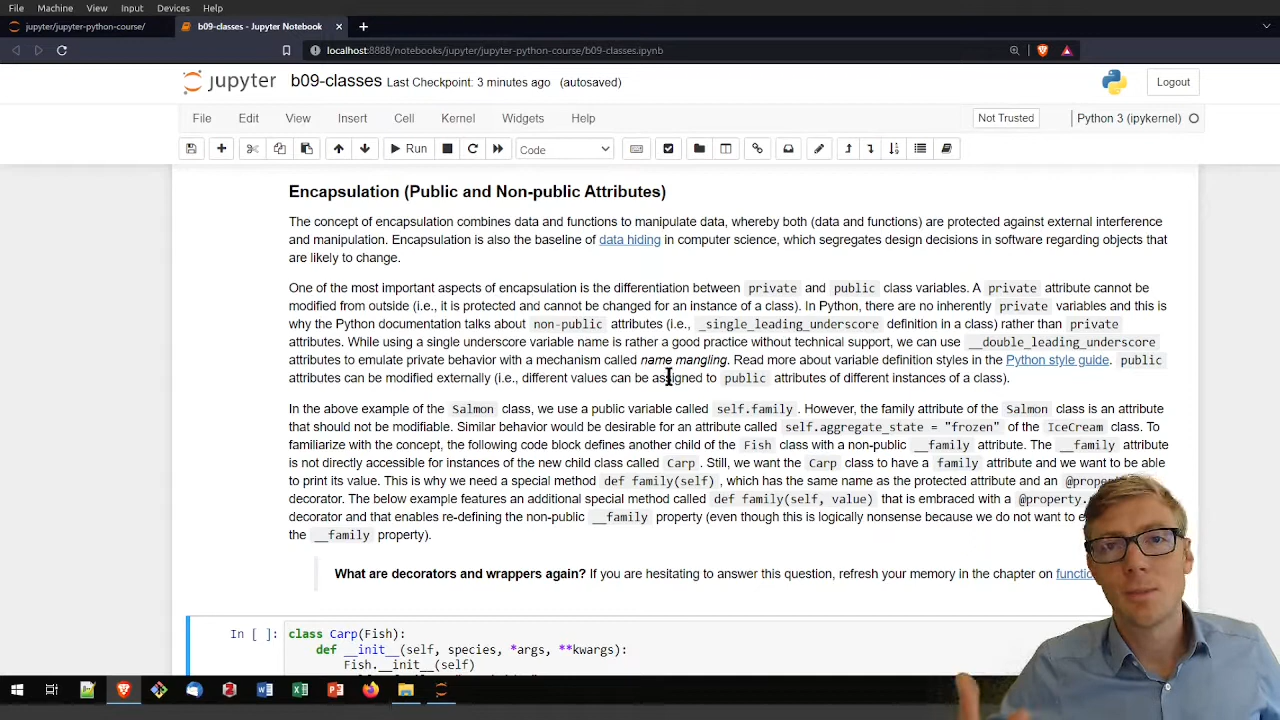 File Machine View Input Devices Help
jupyter/jupyter-python-course/
b09-classes - Jupyter Notebook
localhost:8888/notebooks/jupyter/jupyter-python-course/b09-classes.ipynb
jupyter b09-classes Last Checkpoint: 3 minutes ago (autosaved)
Logout
File Edit View Insert Cell Kernel Widgets Help
Not Trusted
Python 3 (ipykernel)
Run
Code
Encapsulation (Public and Non-public Attributes)
The concept of encapsulation combines data and functions to manipulate data, whereby both (data and functions) are protected against external interference
and manipulation. Encapsulation is also the baseline of data hiding in computer science, which segregates design decisions in software regarding objects that
are likely to change.
One of the most important aspects of encapsulation is the differentiation between private and public class variables. A private attribute cannot be
modified from outside (i.e., it is protected and cannot be changed for an instance of a class). In Python, there are no inherently private variables and this is
why the Python documentation talks about non-public attributes (i.e., _single_leading_underscore definition in a class) rather than private
attributes. While using a single underscore variable name is rather a good practice without technical support, we can use __double_leading_underscore
attributes to emulate private behavior with a mechanism called name mangling. Read more about variable definition styles in the Python style guide. public
attributes can be modified externally (i.e., different values can be assigned to public attributes of different instances of a class).
In the above example of the Salmon class, we use a public variable called self.family. However, the family attribute of the Salmon class is an attribute
that should not be modifiable. Similar behavior would be desirable for an attribute called self.aggregate_state = "frozen" of the IceCream class. To
familiarize with the concept, the following code block defines another child of the Fish class with a non-public __family attribute. The __family attribute
is not directly accessible for instances of the new child class called Carp. Still, we want the Carp class to have a family attribute and we want to be able
to print its value. This is why we need a special method def family(self), which has the same name as the protected attribute and an
decorator. The below example features an additional special method called def family(self, value) that is embraced with a
decorator and that enables re-defining the non-public __family property (even though this is logically nonsense because we do not want to
the __family property).
What are decorators and wrappers again? If you are hesitating to answer this question, refresh your memory in the chapter on
In [ ]:
class Carp(Fish):
def __init__(self, species, *args, **kwargs):
Fish.__init__(self)